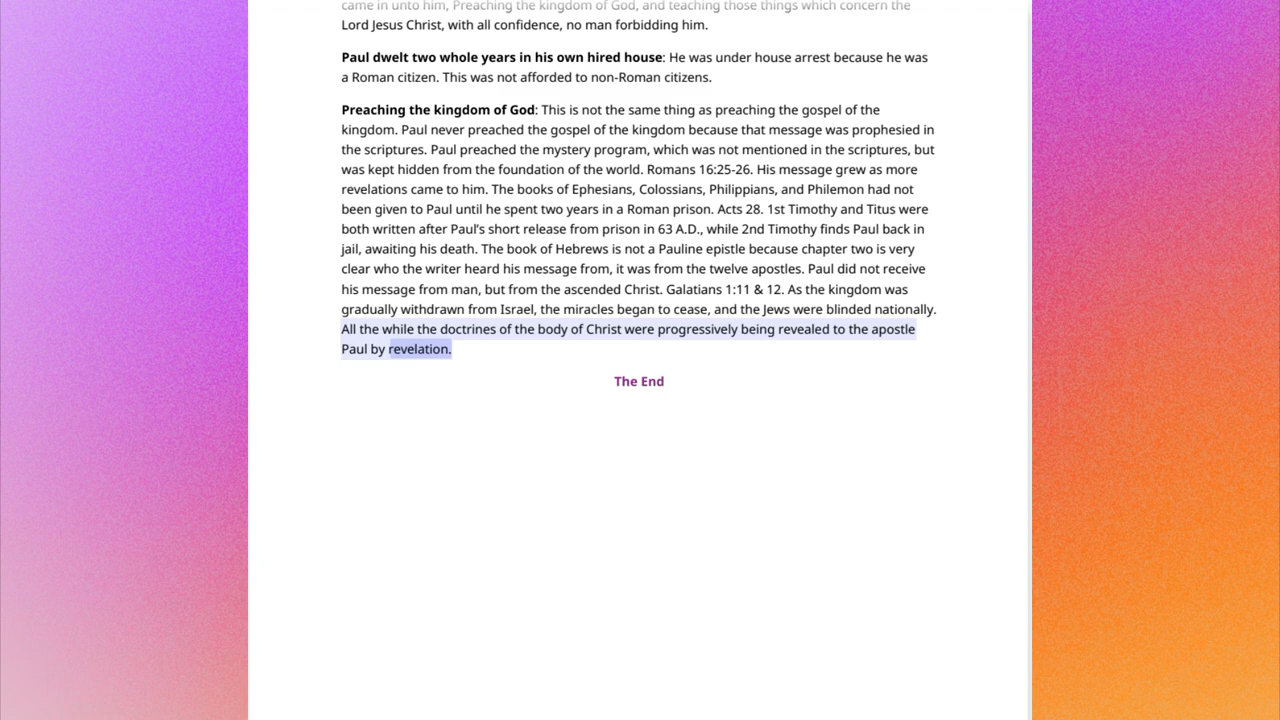 came in unto him, Preaching the kingdom of God, and teaching those things which concern the
Lord Jesus Christ, with all confidence, no man forbidding him.
Paul dwelt two whole years in his own hired house: He was under house arrest because he was
a Roman citizen. This was not afforded to non-Roman citizens.
Preaching the kingdom of God: This is not the same thing as preaching the gospel of the
kingdom. Paul never preached the gospel of the kingdom because that message was prophesied in
the scriptures. Paul preached the mystery program, which was not mentioned in the scriptures, but
was kept hidden from the foundation of the world. Romans 16:25-26. His message grew as more
revelations came to him. The books of Ephesians, Colossians, Philippians, and Philemon had not
been given to Paul until he spent two years in a Roman prison. Acts 28. 1st Timothy and Titus were
both written after Paul’s short release from prison in 63 A.D., while 2nd Timothy finds Paul back in
jail, awaiting his death. The book of Hebrews is not a Pauline epistle because chapter two is very
clear who the writer heard his message from, it was from the twelve apostles. Paul did not receive
his message from man, but from the ascended Christ. Galatians 1:11 & 12. As the kingdom was
gradually withdrawn from Israel, the miracles began to cease, and the Jews were blinded nationally.
All the while the doctrines of the body of Christ were progressively being revealed to the apostle
Paul by revelation.
The End